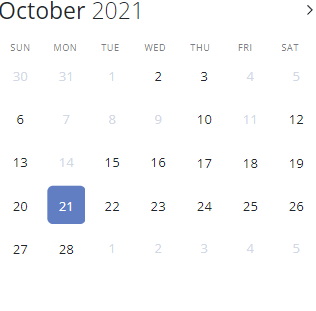 October 2021
SUN MON TUE WED THU FRI SAT
30 31 1 2 3 4 5
6 7 8 9 10 11 12
13 14 15 16 17 18 19
20 21 22 23 24 25 26
27 28 1 2 3 4 5